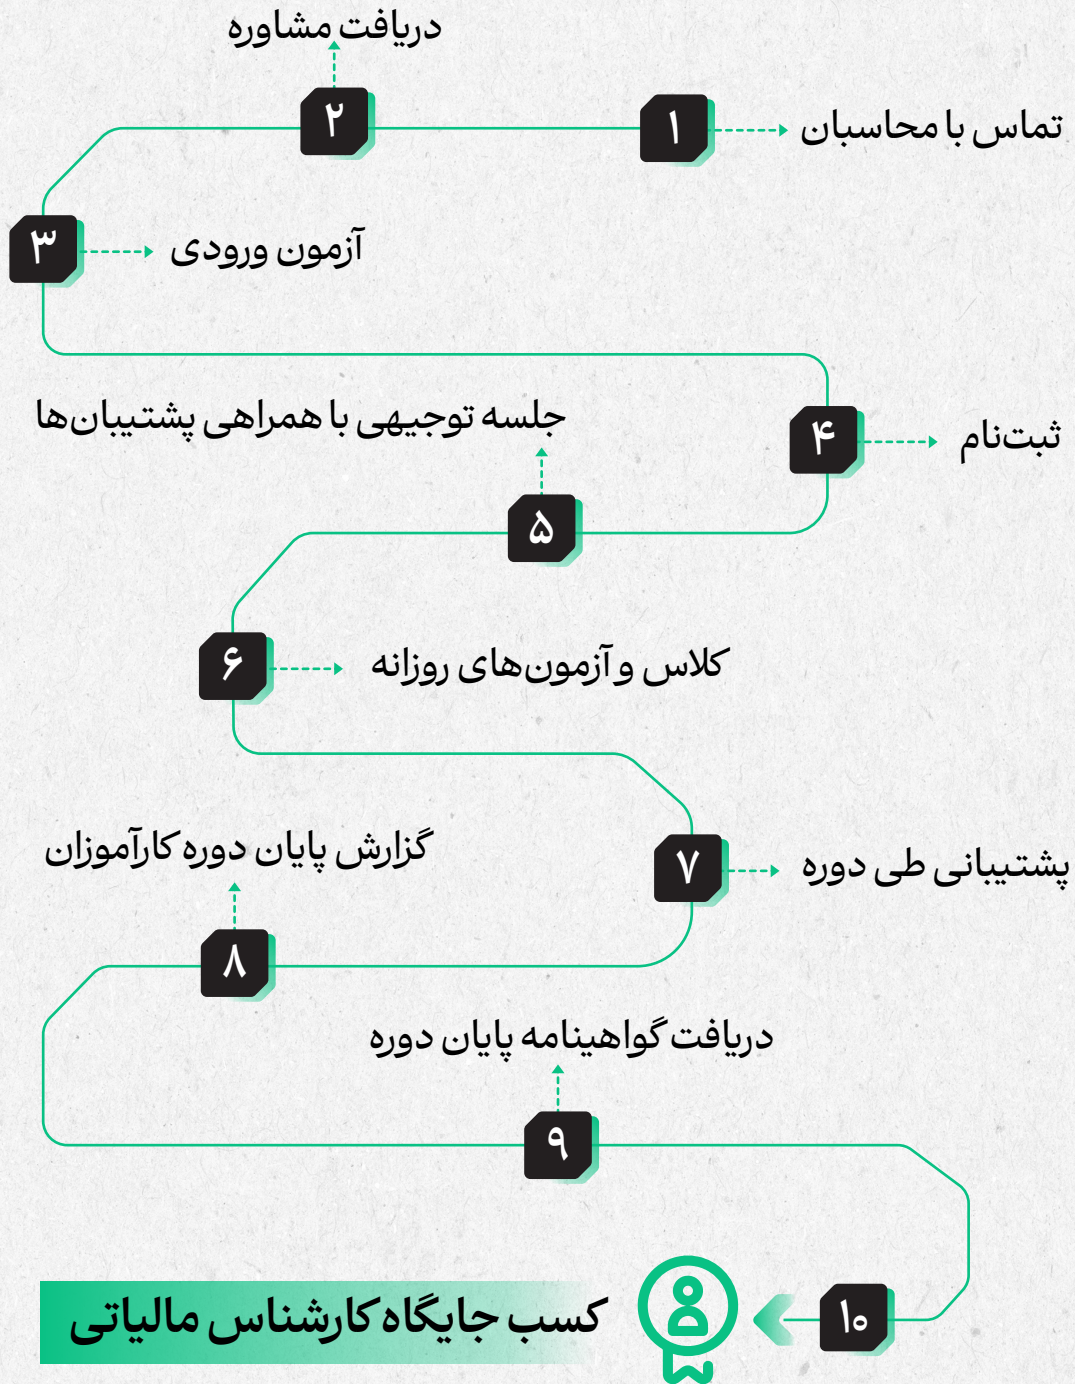 ۱
تماس با محاسبان
۲
دریافت مشاوره
۳
آزمون ورودی
۴
ثبت‌نام
۵
جلسه توجیهی با همراهی پشتیبان‌ها
۶
کلاس و آزمون‌های روزانه
۷
پشتیبانی طی دوره
۸
گزارش پایان دوره کارآموزان
۹
دریافت گواهینامه پایان دوره
۱۰
کسب جایگاه کارشناس مالیاتی